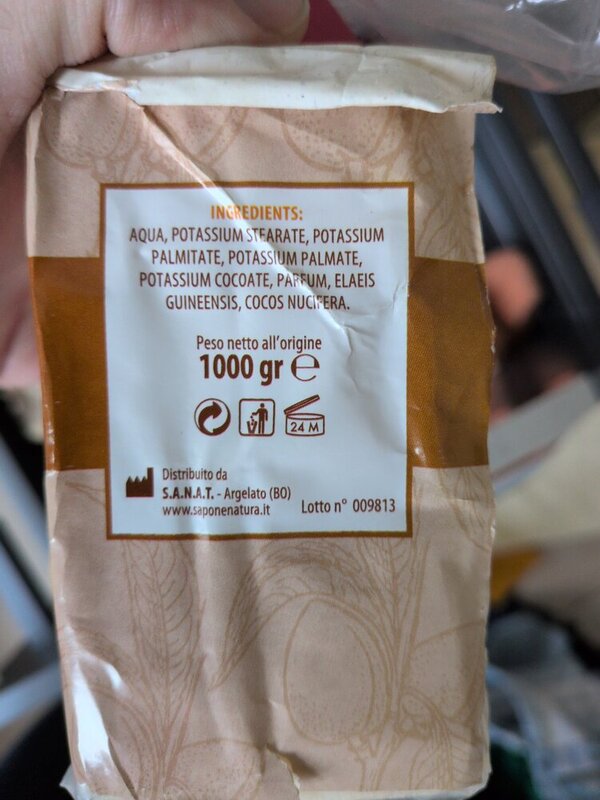 INGREDIENTS:
AQUA, POTASSIUM STEARATE, POTASSIUM
PALMITATE, POTASSIUM PALMATE,
POTASSIUM COCOATE, PARFUM, ELAEIS
GUINEENSIS, COCOS NUCIFERA.
Peso netto all'origine
1000 gr ℮
24 M
Distribuito da
S.A.N.A.T. - Argelato (BO)
www.saponenatura.it
Lotto n° 009813